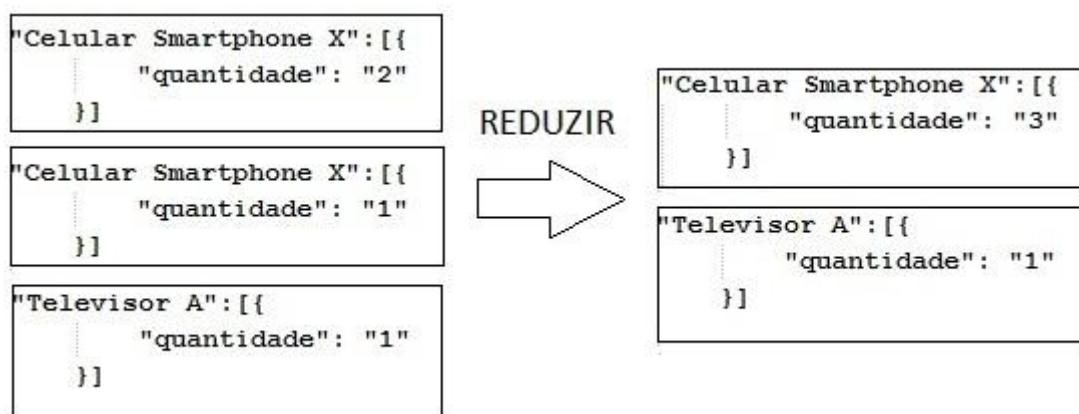 "Celular Smartphone X":[{
"quantidade": "2"
}]
"Celular Smartphone X":[{
"quantidade": "1"
}]
"Televisor A":[{
"quantidade": "1"
}]
REDUZIR
"Celular Smartphone X":[{
"quantidade": "3"
}]
"Televisor A":[{
"quantidade": "1"
}]